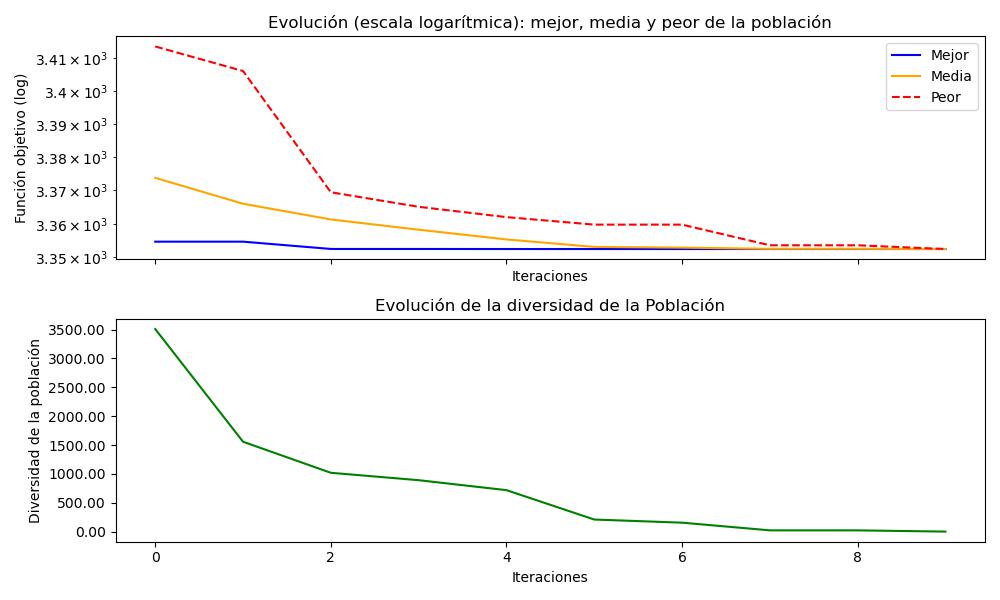 Evolución (escala logarítmica): mejor, media y peor de la población
Función objetivo (log)
3.41 × 10³
3.4 × 10³
3.39 × 10³
3.38 × 10³
3.37 × 10³
3.36 × 10³
3.35 × 10³
Mejor
Media
Peor
Iteraciones
Evolución de la diversidad de la Población
Diversidad de la población
3500.00
3000.00
2500.00
2000.00
1500.00
1000.00
500.00
0.00
0 2 4 6 8
Iteraciones